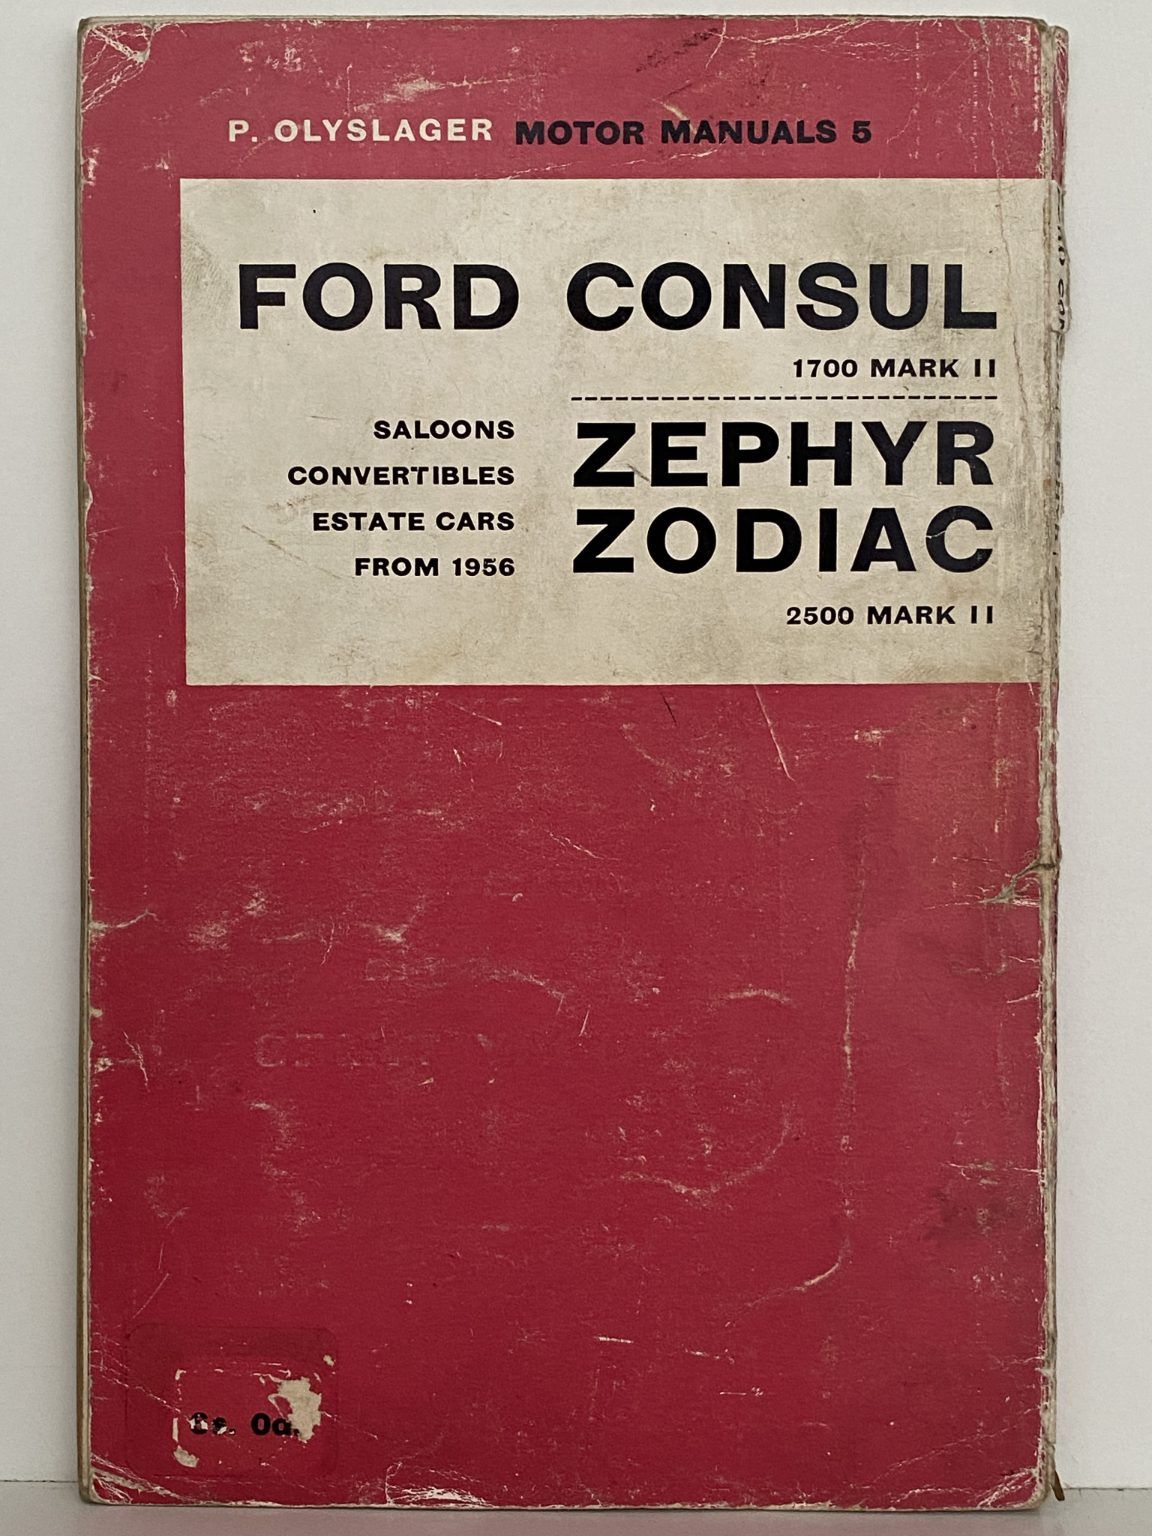 P. OLYSLAGER MOTOR MANUALS 5
FORD CONSUL
1700 MARK II
SALOONS
CONVERTIBLES
ESTATE CARS
FROM 1956
ZEPHYR
ZODIAC
2500 MARK II
0d.